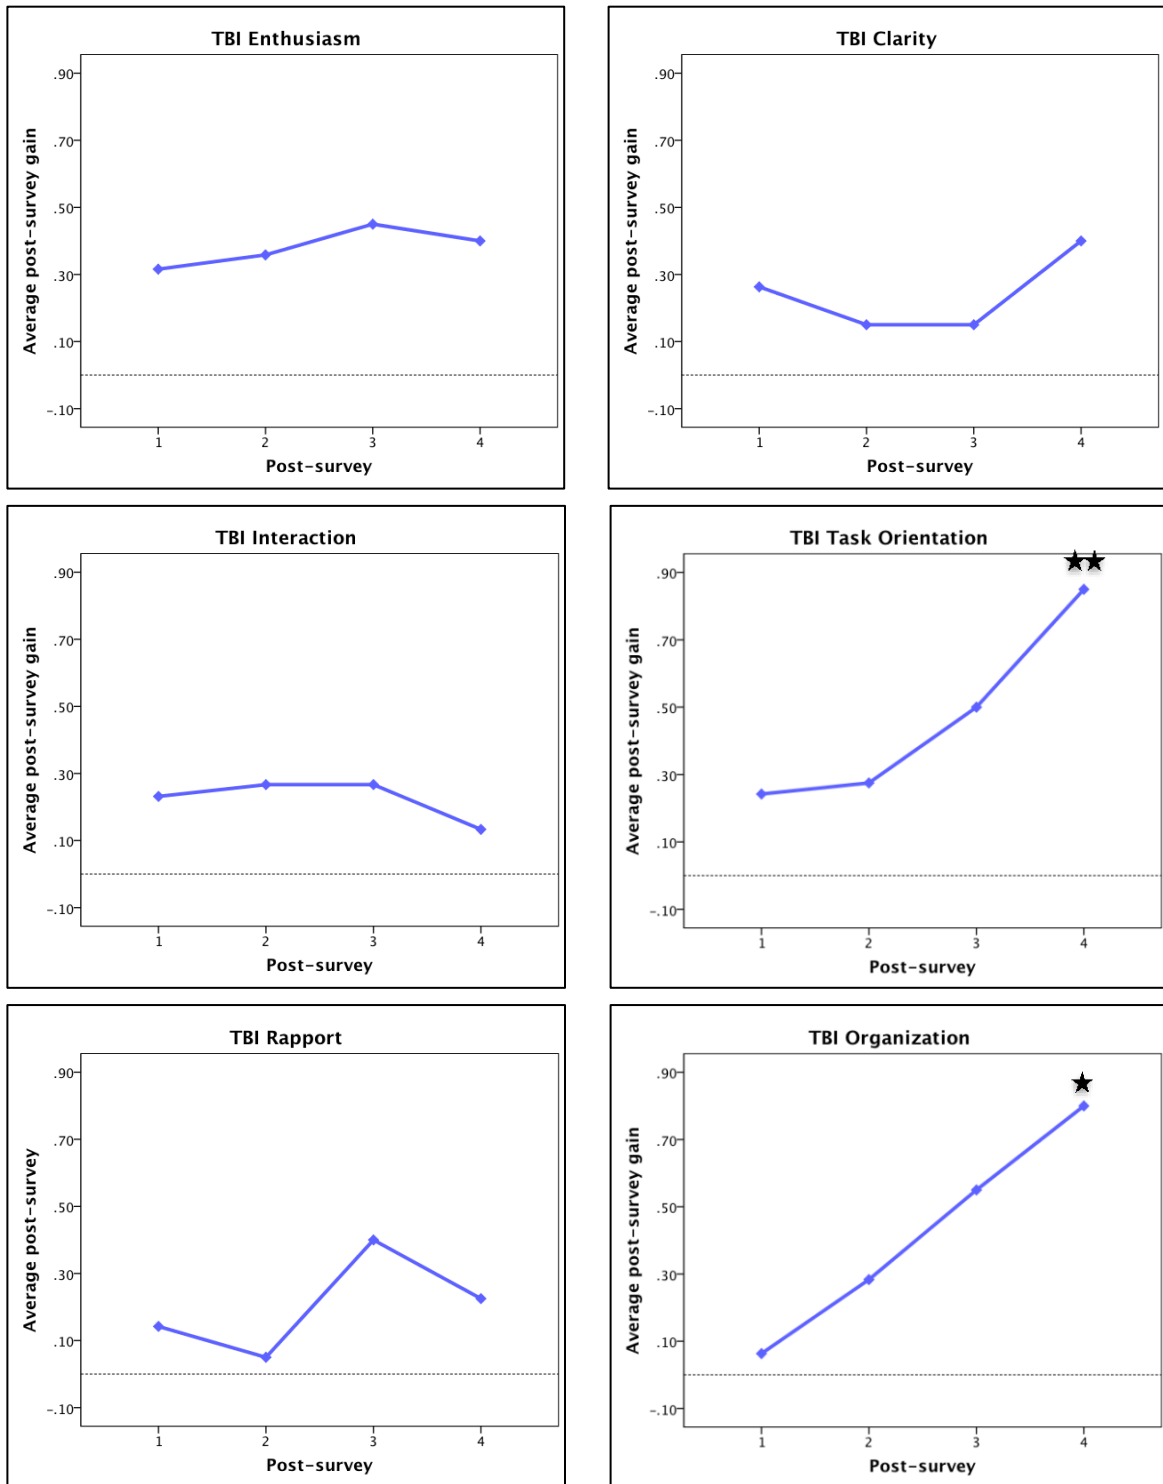 TBI Enthusiasm
Average post-survey gain
.90
.70
.50
.30
.10
-.10
1 2 3 4
Post-survey
TBI Clarity
Average post-survey gain
.90
.70
.50
.30
.10
-.10
1 2 3 4
Post-survey
TBI Interaction
Average post-survey gain
.90
.70
.50
.30
.10
-.10
1 2 3 4
Post-survey
TBI Task Orientation
Average post-survey gain
.90
.70
.50
.30
.10
-.10
1 2 3 4
Post-survey
TBI Rapport
Average post-survey
.90
.70
.50
.30
.10
-.10
1 2 3 4
Post-survey
TBI Organization
Average post-survey gain
.90
.70
.50
.30
.10
-.10
1 2 3 4
Post-survey